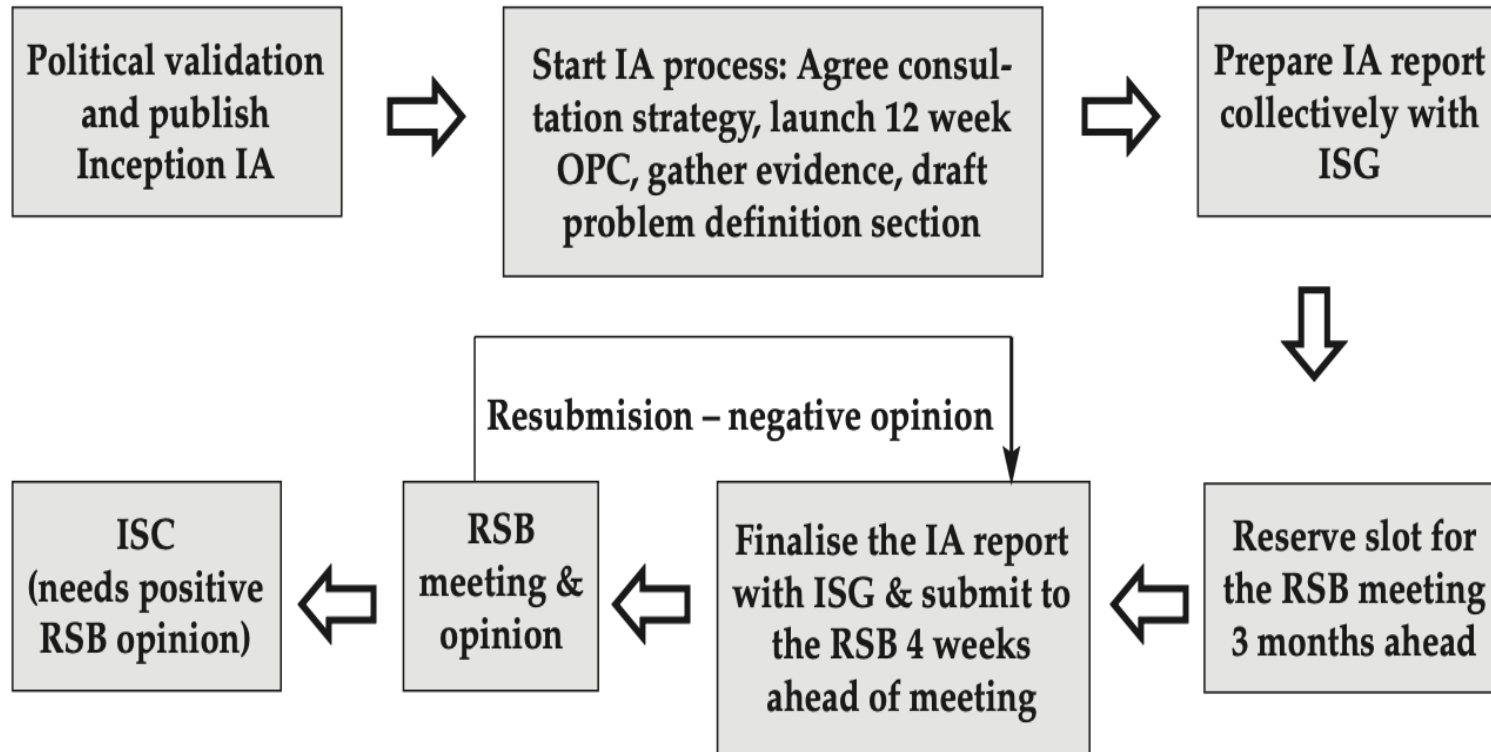 Political validation
and publish
Inception IA
Start IA process: Agree consul-
tation strategy, launch 12 week
OPC, gather evidence, draft
problem definition section
Prepare IA report
collectively with
ISG
Resubmision – negative opinion
ISC
(needs positive
RSB opinion)
RSB
meeting &
opinion
Finalise the IA report
with ISG & submit to
the RSB 4 weeks
ahead of meeting
Reserve slot for
the RSB meeting
3 months ahead